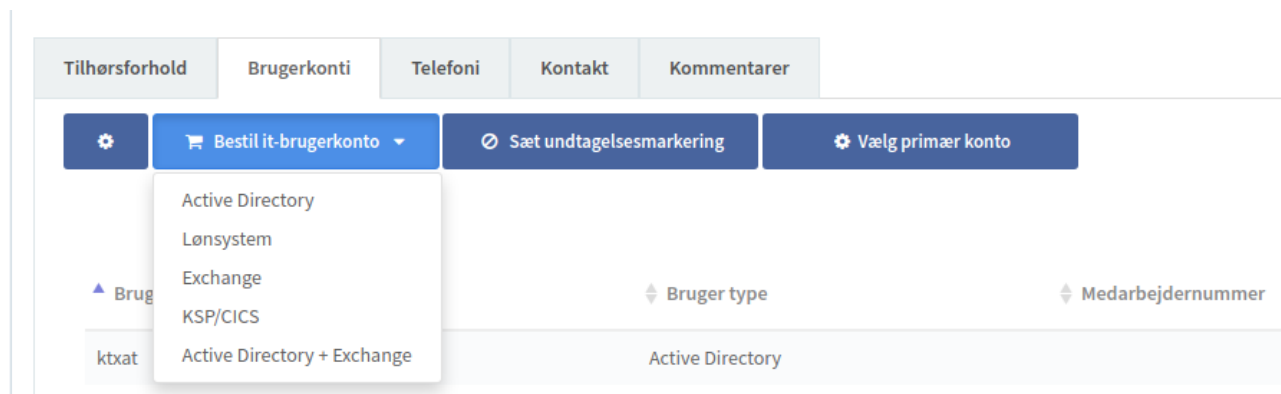 Tilhørsforhold Brugerkonti Telefoni Kontakt Kommentarer
Bestil it-brugerkonto Sæt undtagelsesmarkering Vælg primær konto
Active Directory
Lønsystem
Exchange
Brug Bruger type Medarbejdernummer
KSP/CICS
Active Directory + Exchange
ktxat Active Directory